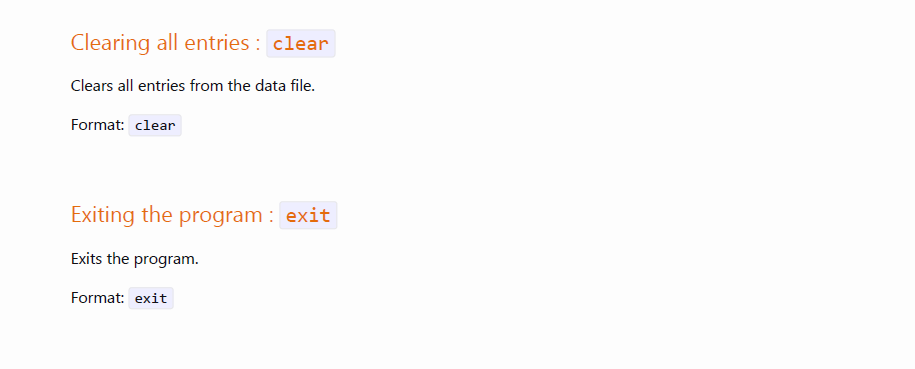 Clearing all entries : clear
Clears all entries from the data file.
Format: clear
Exiting the program : exit
Exits the program.
Format: exit